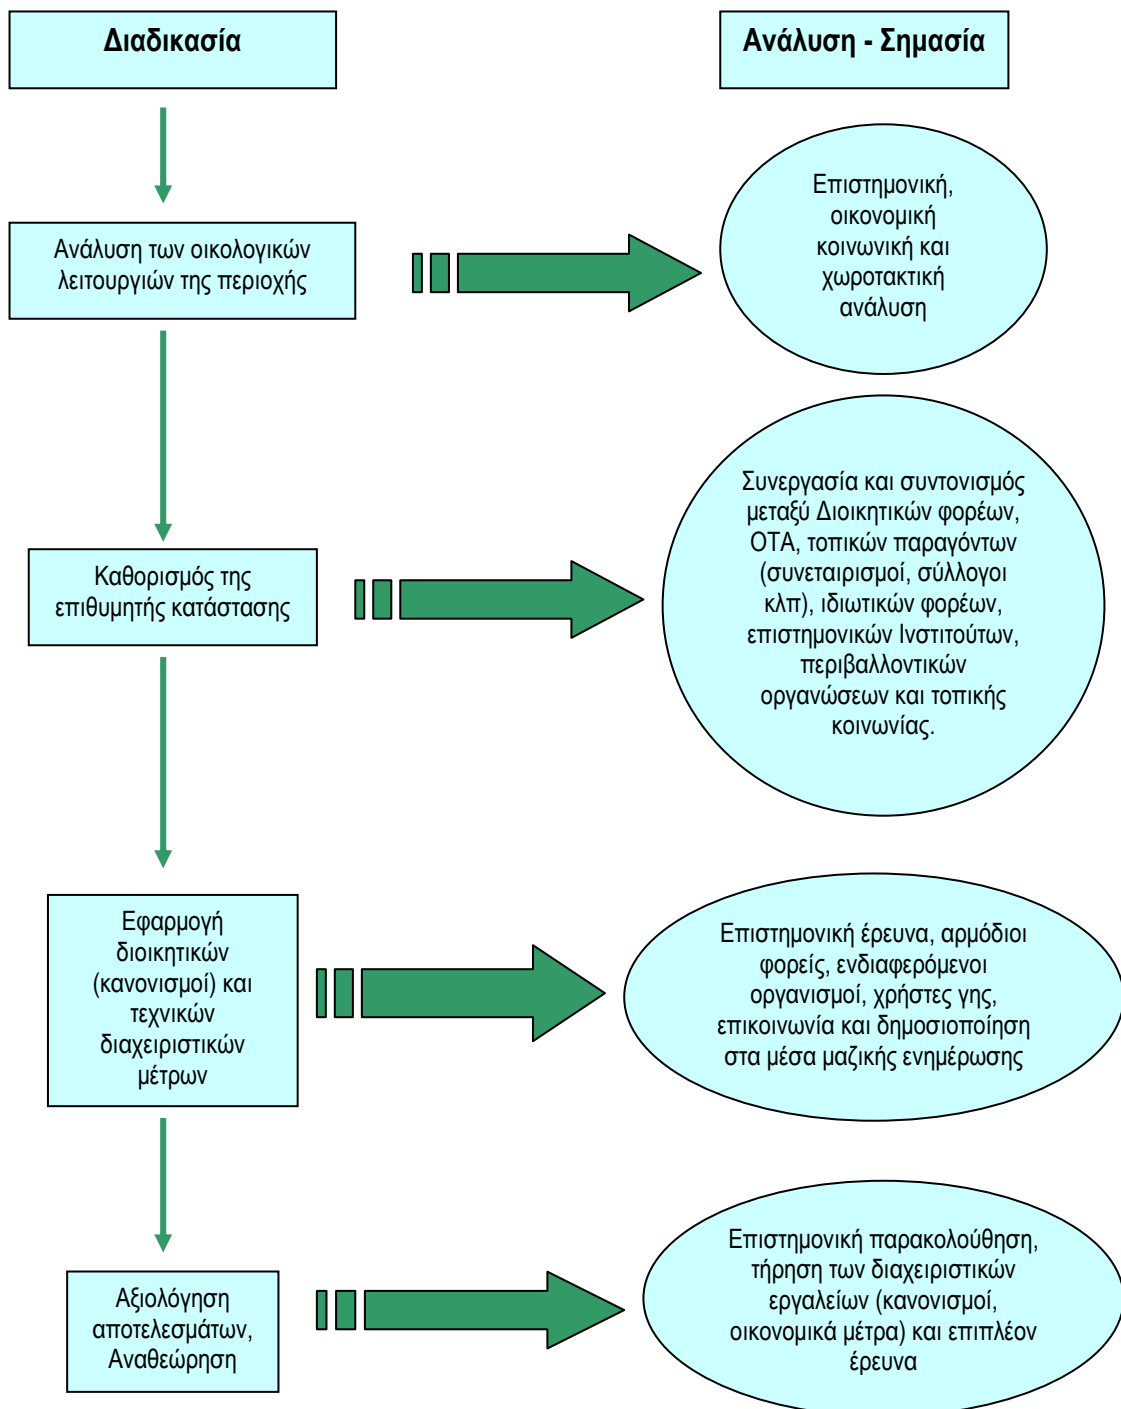 Διαδικασία
Ανάλυση - Σημασία
Ανάλυση των οικολογικών
λειτουργιών της περιοχής
Επιστημονική,
οικονομική
κοινωνική και
χωροτακτική
ανάλυση
Καθορισμός της
επιθυμητής κατάστασης
Συνεργασία και συντονισμός
μεταξύ Διοικητικών φορέων,
ΟΤΑ, τοπικών παραγόντων
(συνεταιρισμοί, σύλλογοι
κλπ), ιδιωτικών φορέων,
επιστημονικών Ινστιτούτων,
περιβαλλοντικών
οργανώσεων και τοπικής
κοινωνίας.
Εφαρμογή
διοικητικών
(κανονισμοί) και
τεχνικών
διαχειριστικών
μέτρων
Επιστημονική έρευνα, αρμόδιοι
φορείς, ενδιαφερόμενοι
οργανισμοί, χρήστες γης,
επικοινωνία και δημοσιοποίηση
στα μέσα μαζικής ενημέρωσης
Αξιολόγηση
αποτελεσμάτων,
Αναθεώρηση
Επιστημονική παρακολούθηση,
τήρηση των διαχειριστικών
εργαλείων (κανονισμοί,
οικονομικά μέτρα) και επιπλέον
έρευνα